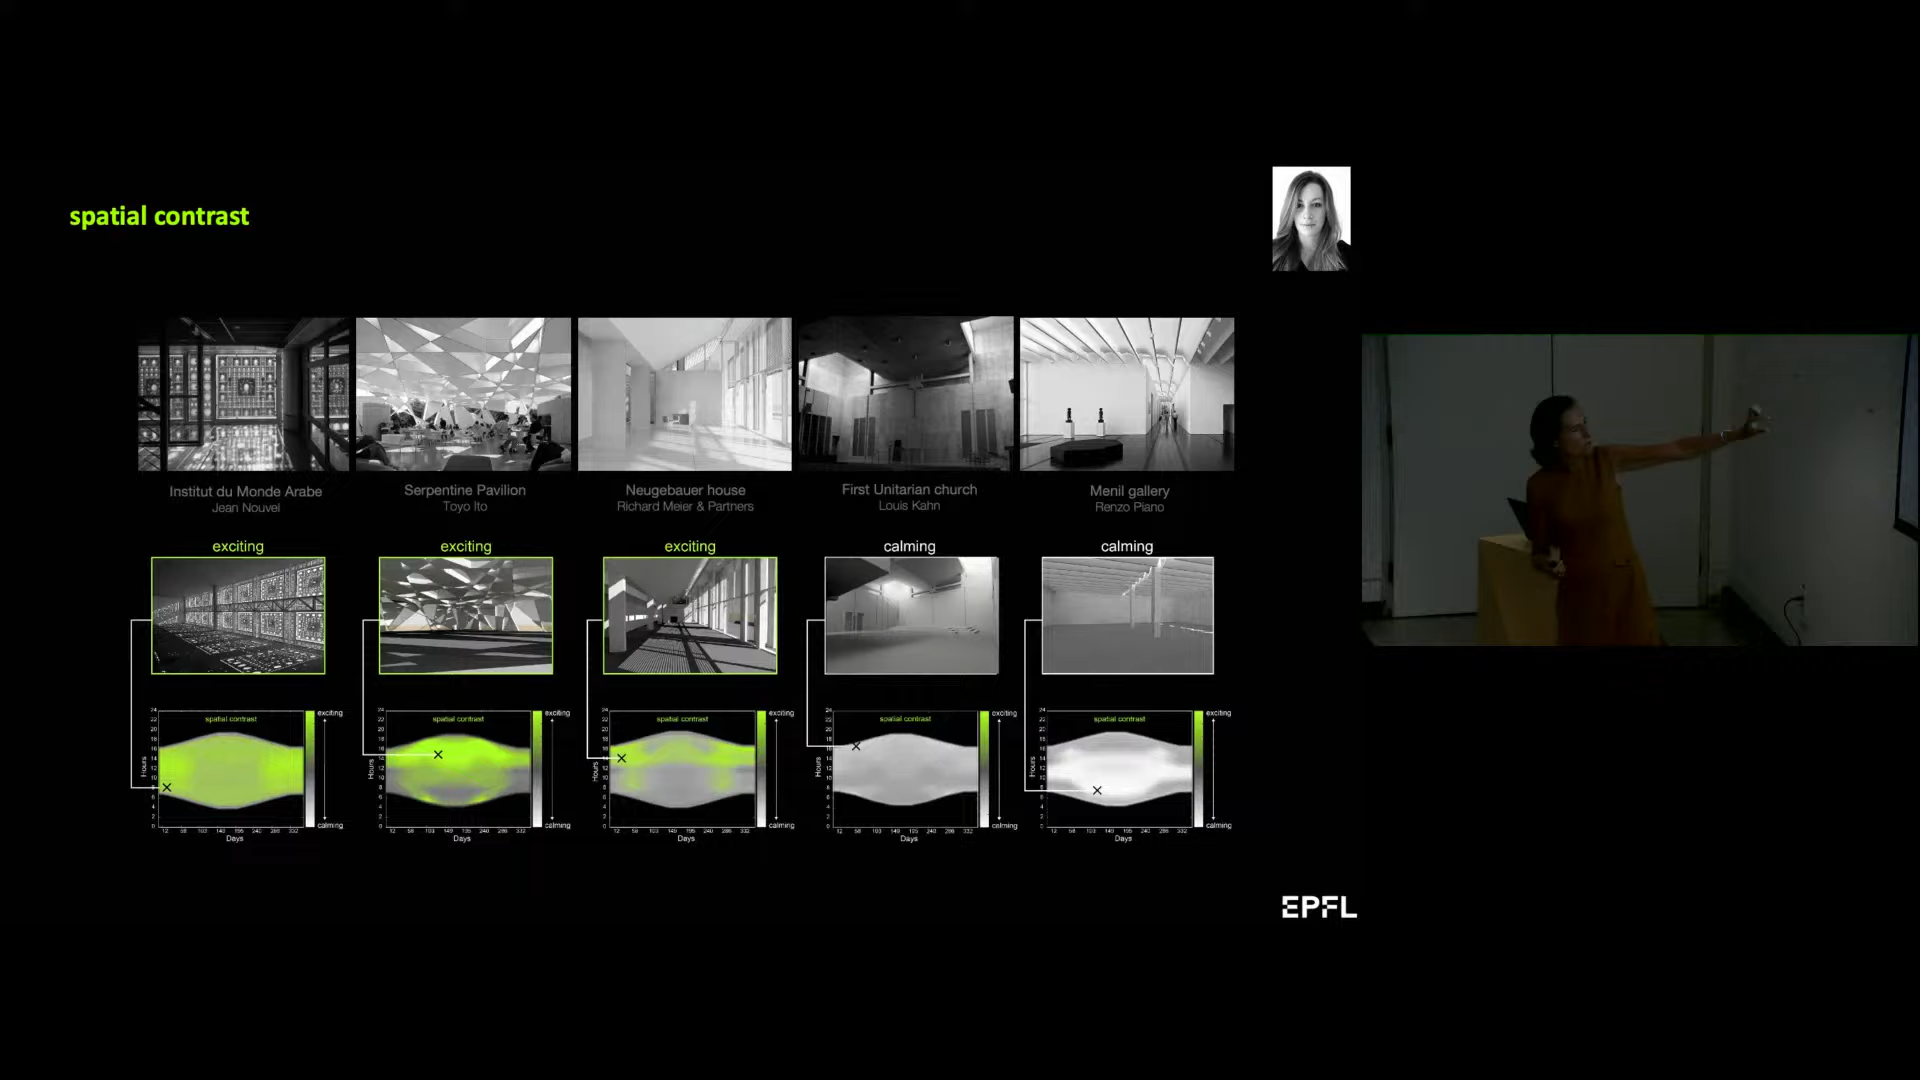 spatial contrast
Institut du Monde Arabe
Jean Nouvel
Serpentine Pavilion
Toyo Ito
Neugebauer house
Richard Meier & Partners
First Unitarian church
Louis Kahn
Menil gallery
Renzo Piano
exciting
exciting
exciting
calming
calming
spatial contrast
exciting
calming
Hours
Days
spatial contrast
exciting
calming
Hours
Days
spatial contrast
exciting
calming
Hours
Days
spatial contrast
exciting
calming
Hours
Days
spatial contrast
exciting
calming
Hours
Days
EPFL